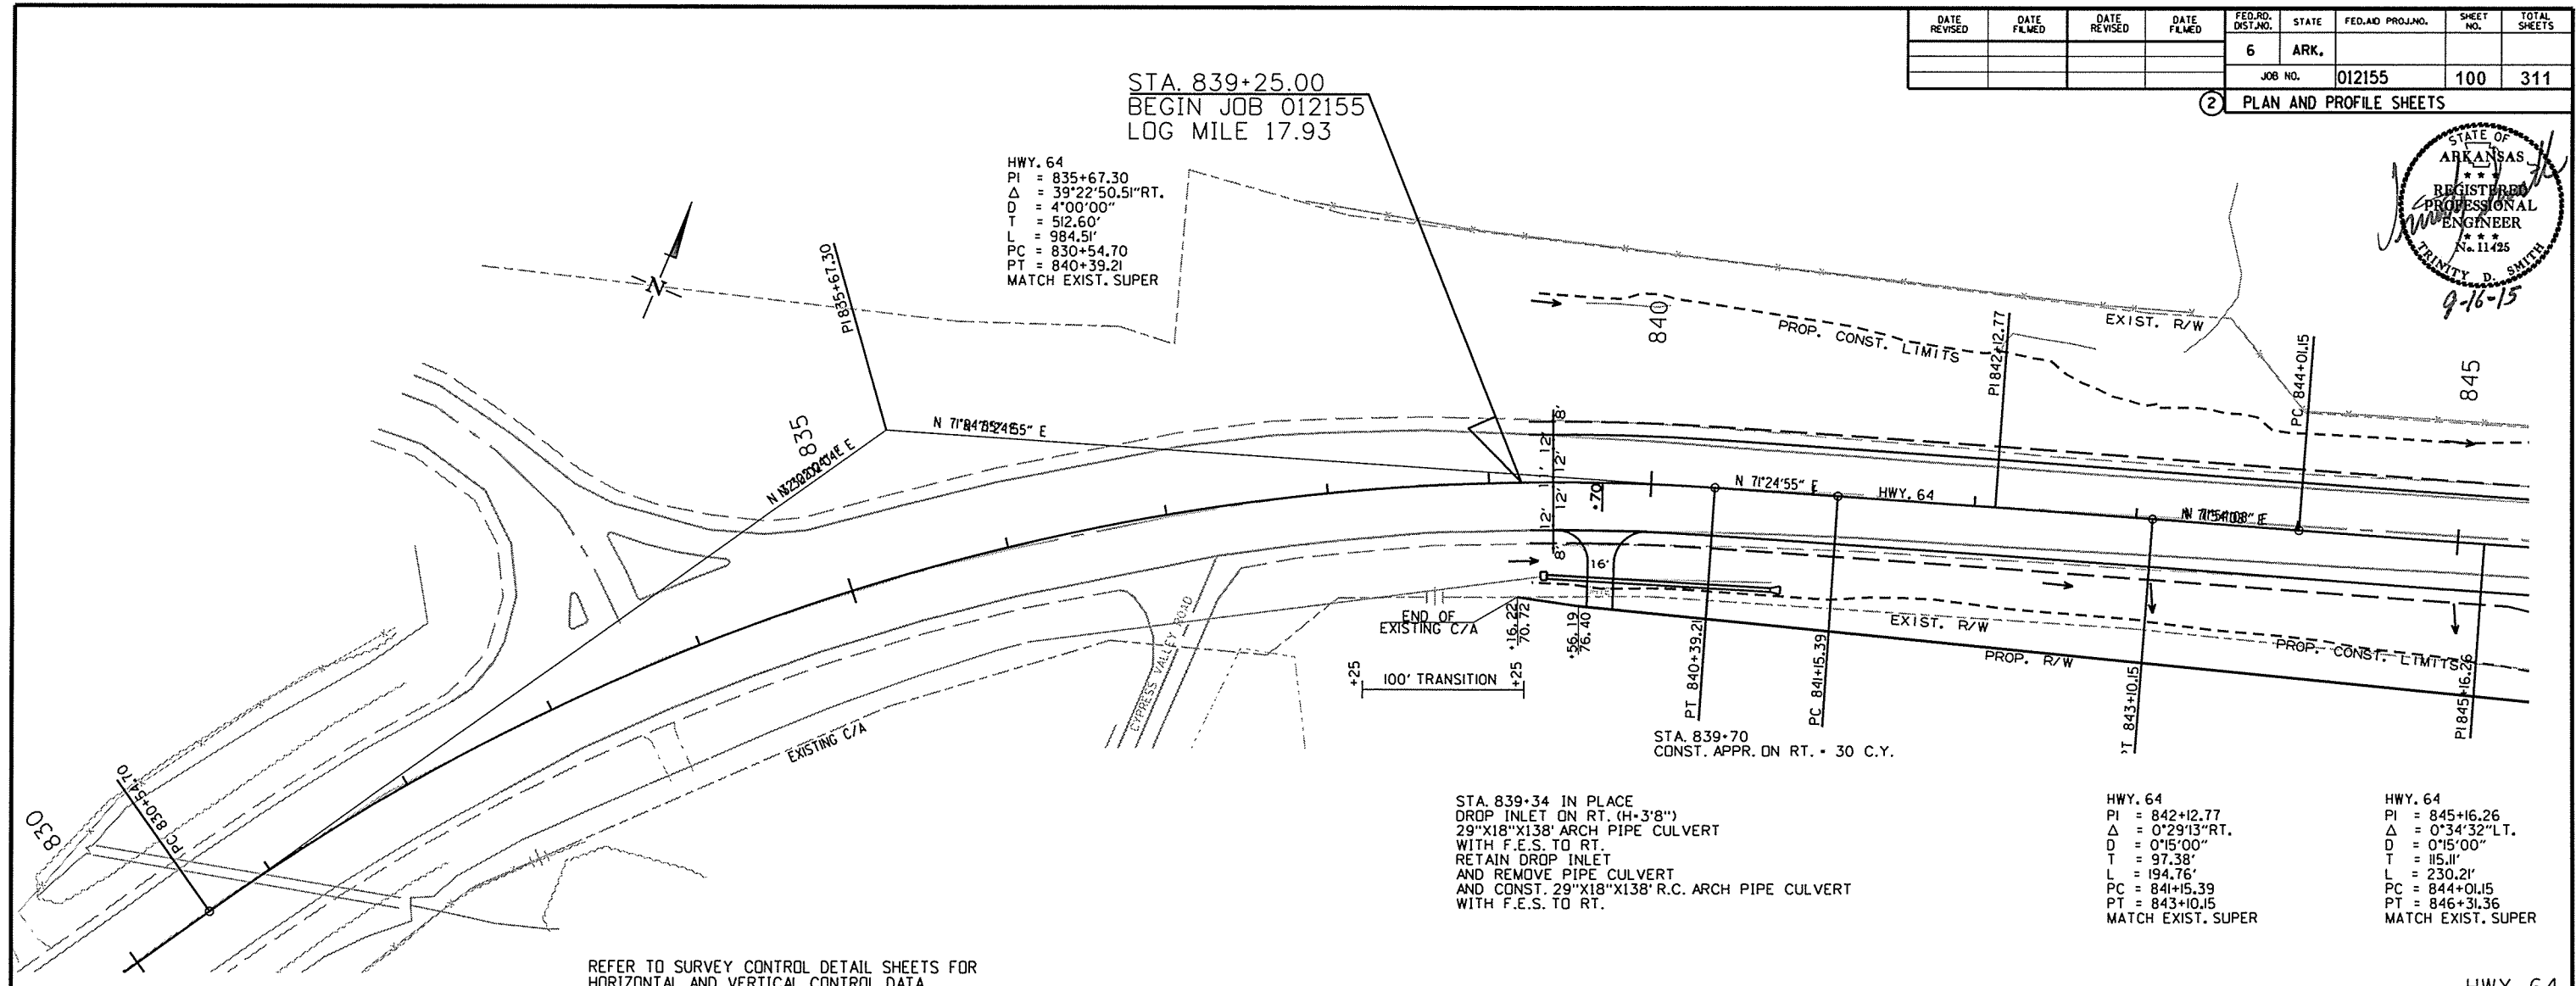 DATE REVISED
DATE FILMED
DATE REVISED
DATE FILMED
FED.RD. DIST.NO.
STATE
FED.AID PROJ.NO.
SHEET NO.
TOTAL SHEETS
6
ARK.
JOB NO.
012155
100
311
2
PLAN AND PROFILE SHEETS
STATE OF
ARKANSAS
REGISTERED
PROFESSIONAL
ENGINEER
No. 11425
TRINITY D. SMITH
9-16-15
STA. 839+25.00
BEGIN JOB 012155
LOG MILE 17.93
HWY. 64
PI = 835+67.30
Δ = 39°22'50.51"RT.
D = 4°00'00"
T = 512.60'
L = 984.51'
PC = 830+54.70
PT = 840+39.21
MATCH EXIST. SUPER
N
PI 835+67.30
835
840
845
830
PROP. CONST. LIMITS
EXIST. R/W
PI 842+12.77
PC 844+01.15
8'
12'
12'
1'
1'
12'
12'
8'
+.70
16'
N 71°24'55" E
HWY. 64
END OF
EXISTING C/A
+16.22
70.72
+56.19
76.40
+25
100' TRANSITION
+25
CYPRESS VALLEY ROAD
EXISTING C/A
PC 830+54.70
PT 840+39.21
PC 841+15.39
PT 843+10.15
PI 845+16.26
EXIST. R/W
PROP. R/W
PROP. CONST. LIMITS
STA. 839+70
CONST. APPR. ON RT. = 30 C.Y.
STA. 839+34 IN PLACE
DROP INLET ON RT. (H=3'8")
29"X18"X138' ARCH PIPE CULVERT
WITH F.E.S. TO RT.
RETAIN DROP INLET
AND REMOVE PIPE CULVERT
AND CONST. 29"X18"X138' R.C. ARCH PIPE CULVERT
WITH F.E.S. TO RT.
HWY. 64
PI = 842+12.77
Δ = 0°29'13"RT.
D = 0°15'00"
T = 97.38'
L = 194.76'
PC = 841+15.39
PT = 843+10.15
MATCH EXIST. SUPER
HWY. 64
PI = 845+16.26
Δ = 0°34'32"LT.
D = 0°15'00"
T = 115.11'
L = 230.21'
PC = 844+01.15
PT = 846+31.36
MATCH EXIST. SUPER
REFER TO SURVEY CONTROL DETAIL SHEETS FOR
HORIZONTAL AND VERTICAL CONTROL DATA
HWY. 64